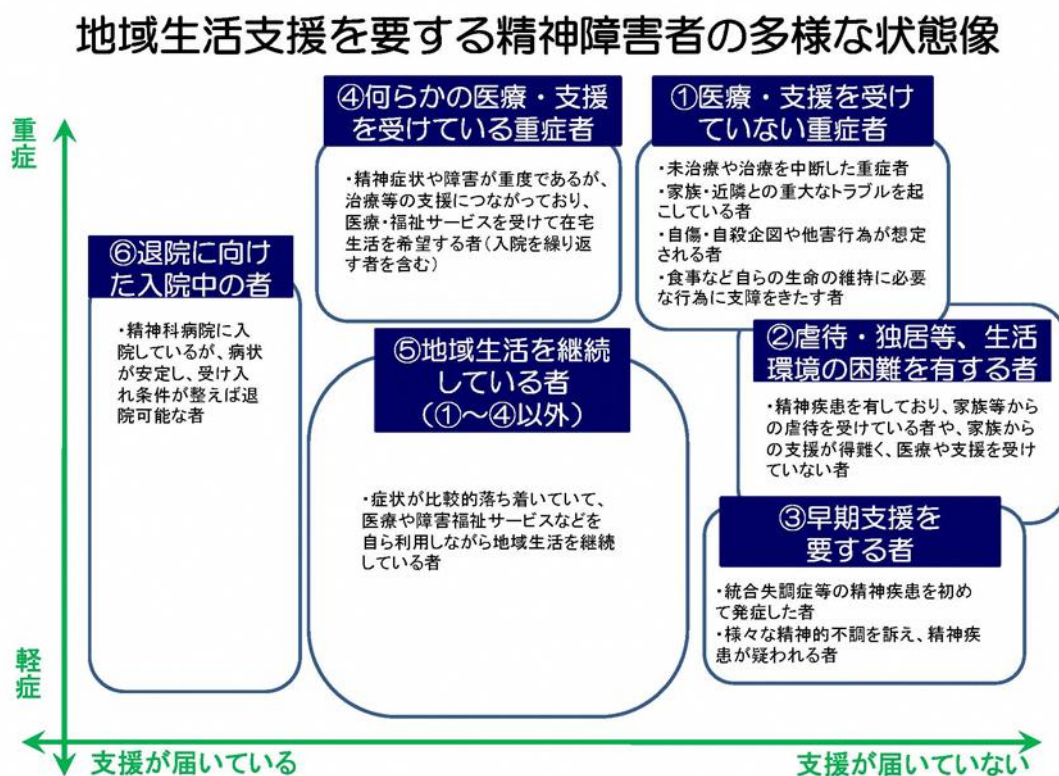 地域生活支援を要する精神障害者の多様な状態像
重症
④何らかの医療・支援
を受けている重症者
・精神症状や障害が重度であるが、
治療等の支援につながっており、
医療・福祉サービスを受けて在宅
生活を希望する者(入院を繰り返
す者を含む)
①医療・支援を受け
ていない重症者
・未治療や治療を中断した重症者
・家族・近隣との重大なトラブルを起
こしている者
・自傷・自殺企図や他害行為が想定
される者
・食事など自らの生命の維持に必要
な行為に支障をきたす者
⑥退院に向け
た入院中の者
・精神科病院に入
院しているが、病状
が安定し、受け入
れ条件が整えば退
院可能な者
⑤地域生活を継続
している者
(①~④以外)
・症状が比較的落ち着いていて、
医療や障害福祉サービスなどを
自ら利用しながら地域生活を継続
している者
②虐待・独居等、生活
環境の困難を有する者
・精神疾患を有しており、家族等から
の虐待を受けている者や、家族から
の支援が得難く、医療や支援を受け
ていない者
③早期支援を
要する者
・統合失調症等の精神疾患を初め
て発症した者
・様々な精神的不調を訴え、精神疾
患が疑われる者
軽症
支援が届いている
支援が届いていない